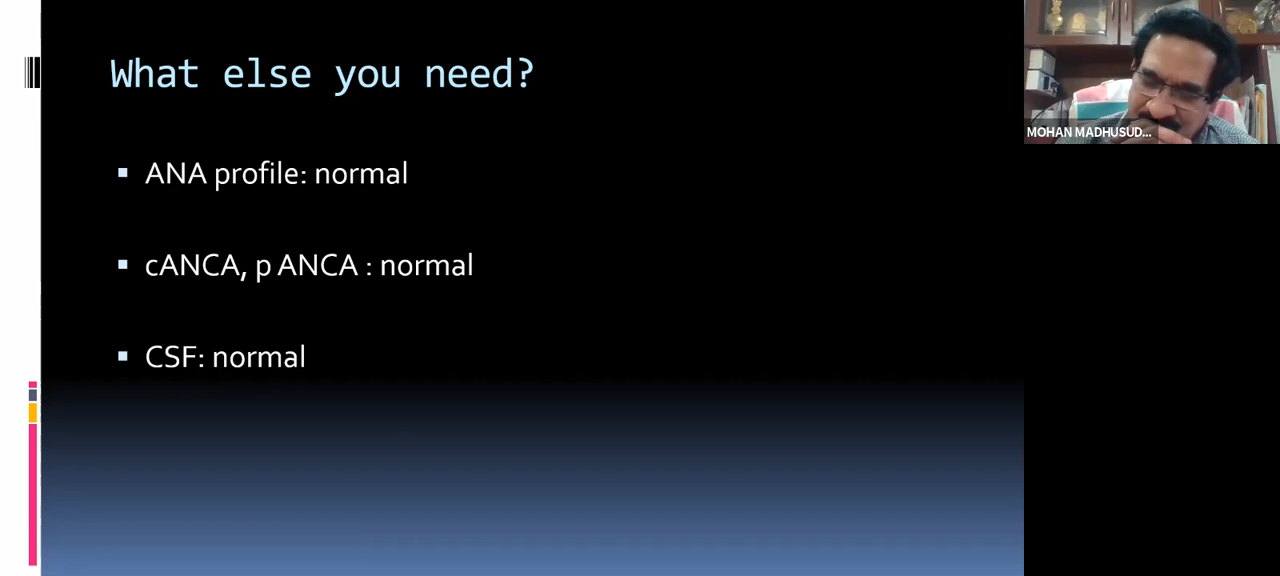 What else you need?
ANA profile: normal
cANCA, p ANCA : normal
CSF: normal
MOHAN MADHUSUD...